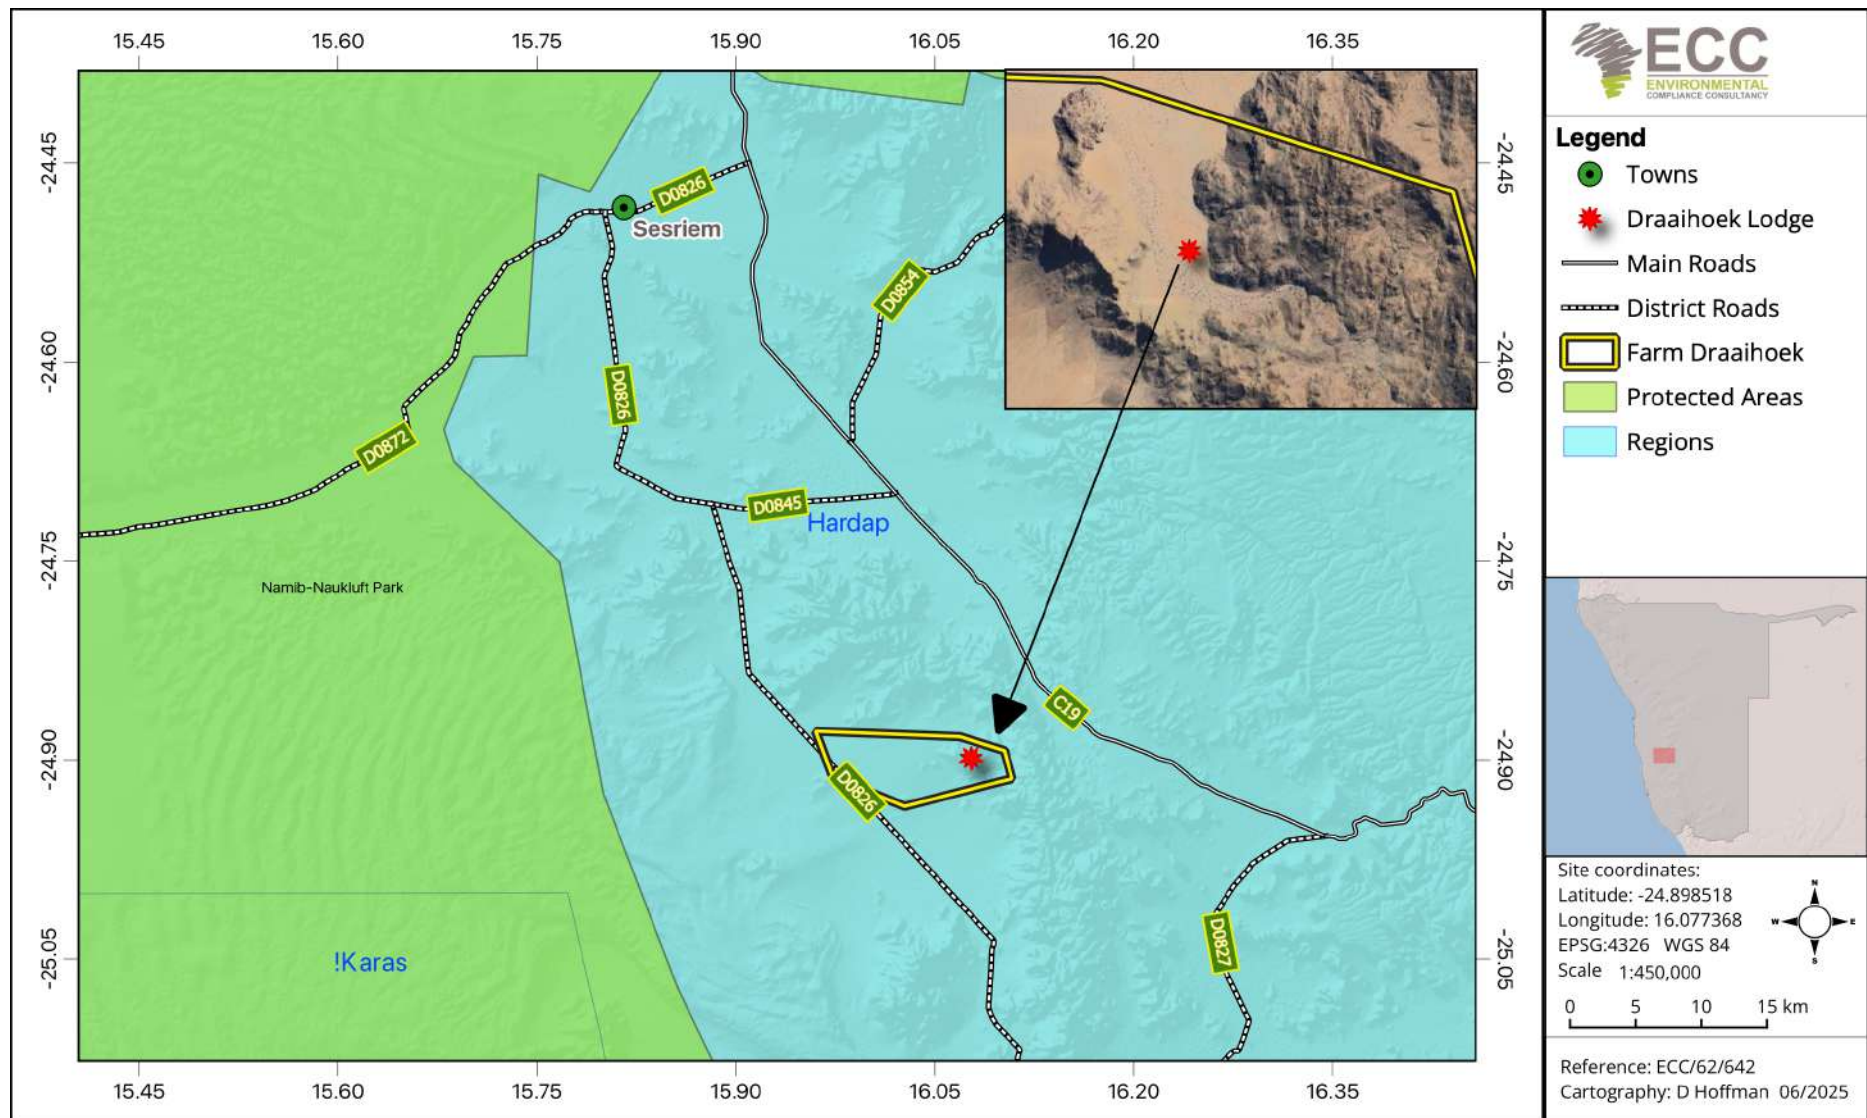 15.45 15.60 15.75 15.90 16.05 16.20 16.35
-24.45
-24.60
-24.75
-24.90
-25.05
D0826
Sesriem
D0854
D0826
D0872
D0845
Hardap
Namib-Naukluft Park
C19
D0826
D0827
!Karas
-24.45
-24.60
-24.75
-24.90
-25.05
15.45 15.60 15.75 15.90 16.05 16.20 16.35
ECC
ENVIRONMENTAL
COMPLIANCE CONSULTANCY
Legend
Towns
Draaihoek Lodge
Main Roads
District Roads
Farm Draaihoek
Protected Areas
Regions
Site coordinates:
Latitude: -24.898518
Longitude: 16.077368
EPSG:4326 WGS 84
Scale 1:450,000
N
W E
S
0 5 10 15 km
Reference: ECC/62/642
Cartography: D Hoffman 06/2025